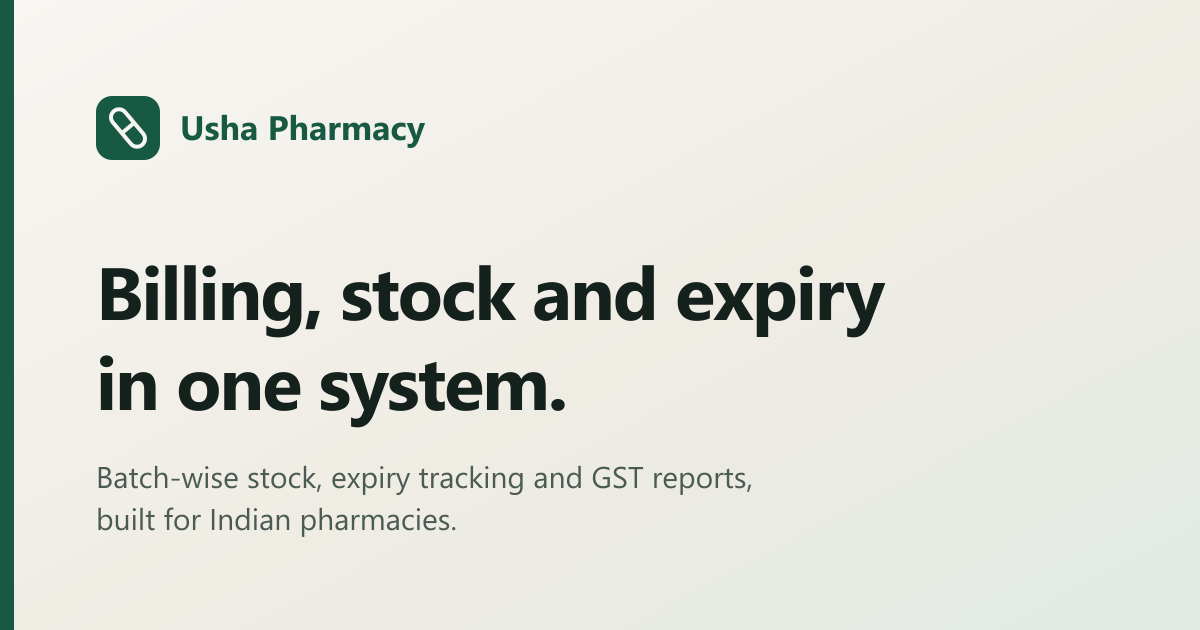 Usha Pharmacy
Billing, stock and expiry
in one system.
Batch-wise stock, expiry tracking and GST reports,
built for Indian pharmacies.